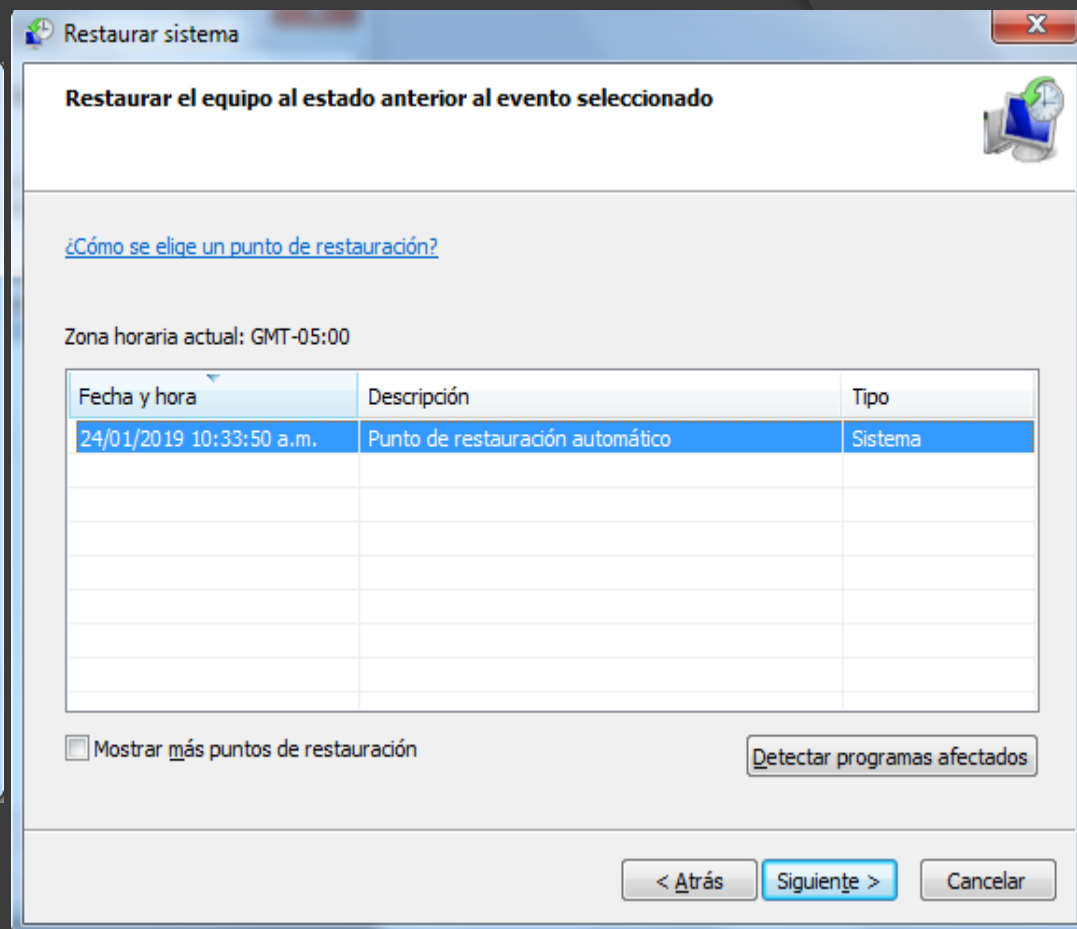 Restaurar sistema
Restaurar el equipo al estado anterior al evento seleccionado
¿Cómo se elige un punto de restauración?
Zona horaria actual: GMT-05:00
Fecha y hora Descripción Tipo
24/01/2019 10:33:50 a.m. Punto de restauración automático Sistema
Mostrar más puntos de restauración
Detectar programas afectados
< Atrás Siguiente > Cancelar